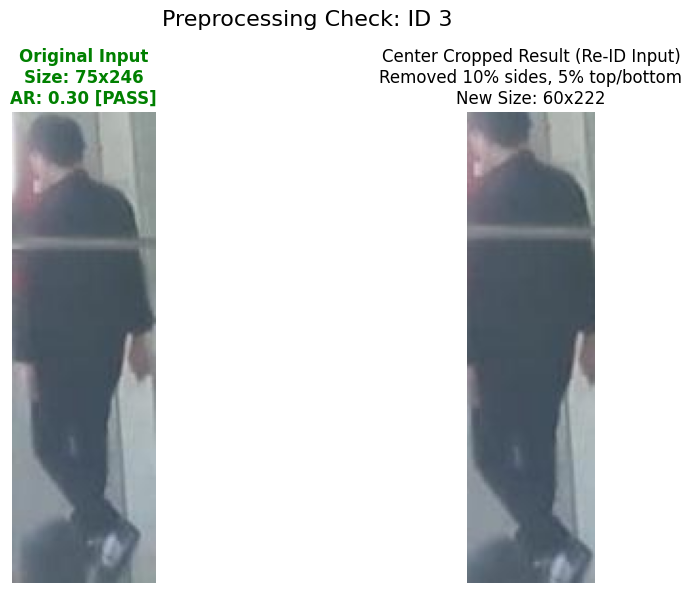 Preprocessing Check: ID 3
Original Input
Size: 75x246
AR: 0.30 [PASS]
Center Cropped Result (Re-ID Input)
Removed 10% sides, 5% top/bottom
New Size: 60x222